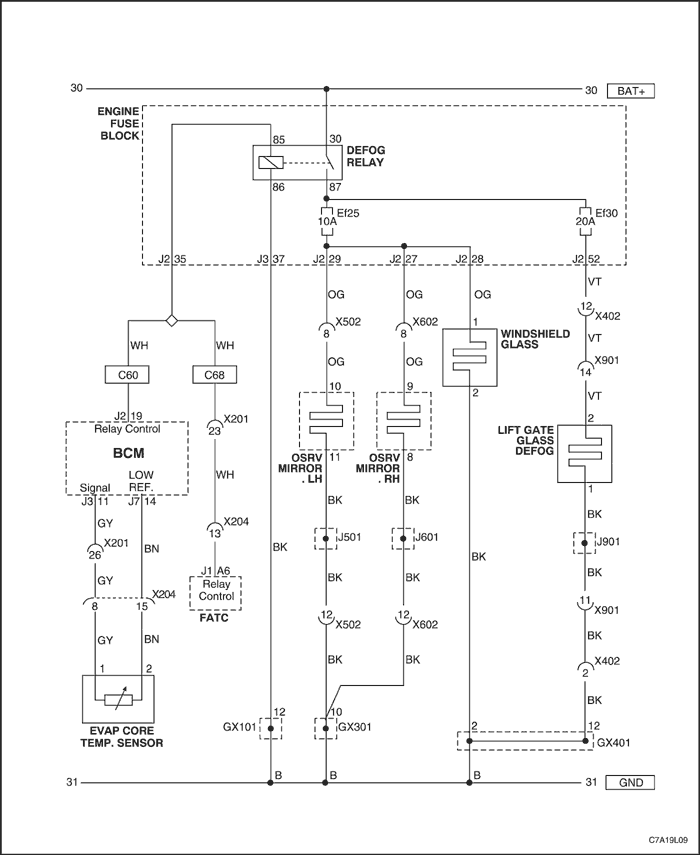 30
30 BAT+
ENGINE
FUSE
BLOCK
85 30
DEFOG
RELAY
86 87
Ef25
10A
Ef30
20A
J2 35
J3 37
J2 29
J2 27
J2 28
J2 52
VT
OG OG OG
12
X402
X502
8
X602
8
1
WINDSHIELD
GLASS
VT
WH WH
OG OG
X901
14
C60
C68
10
9
2
VT
J2 19
X201
23
2
Relay Control
BCM
LIFT GATE
GLASS
DEFOG
OSRV
MIRROR
. LH
11
OSRV
MIRROR
. RH
8
LOW
REF.
Signal
WH
1
J3 11
J7 14
BK BK
BK
GY
X204
13
J501
J601
J901
X201
26
BN
BK
BK
GY
J1 A6
BK BK
BK
Relay
Control
FATC
X204
8 15
12
X502
12
X602
11
X901
GY BN
BK BK
BK
1 2
X402
2
BK
EVAP CORE
TEMP. SENSOR
12
GX101
10
GX301
2 12
GX401
31
B B B
31 GND
C7A19L09